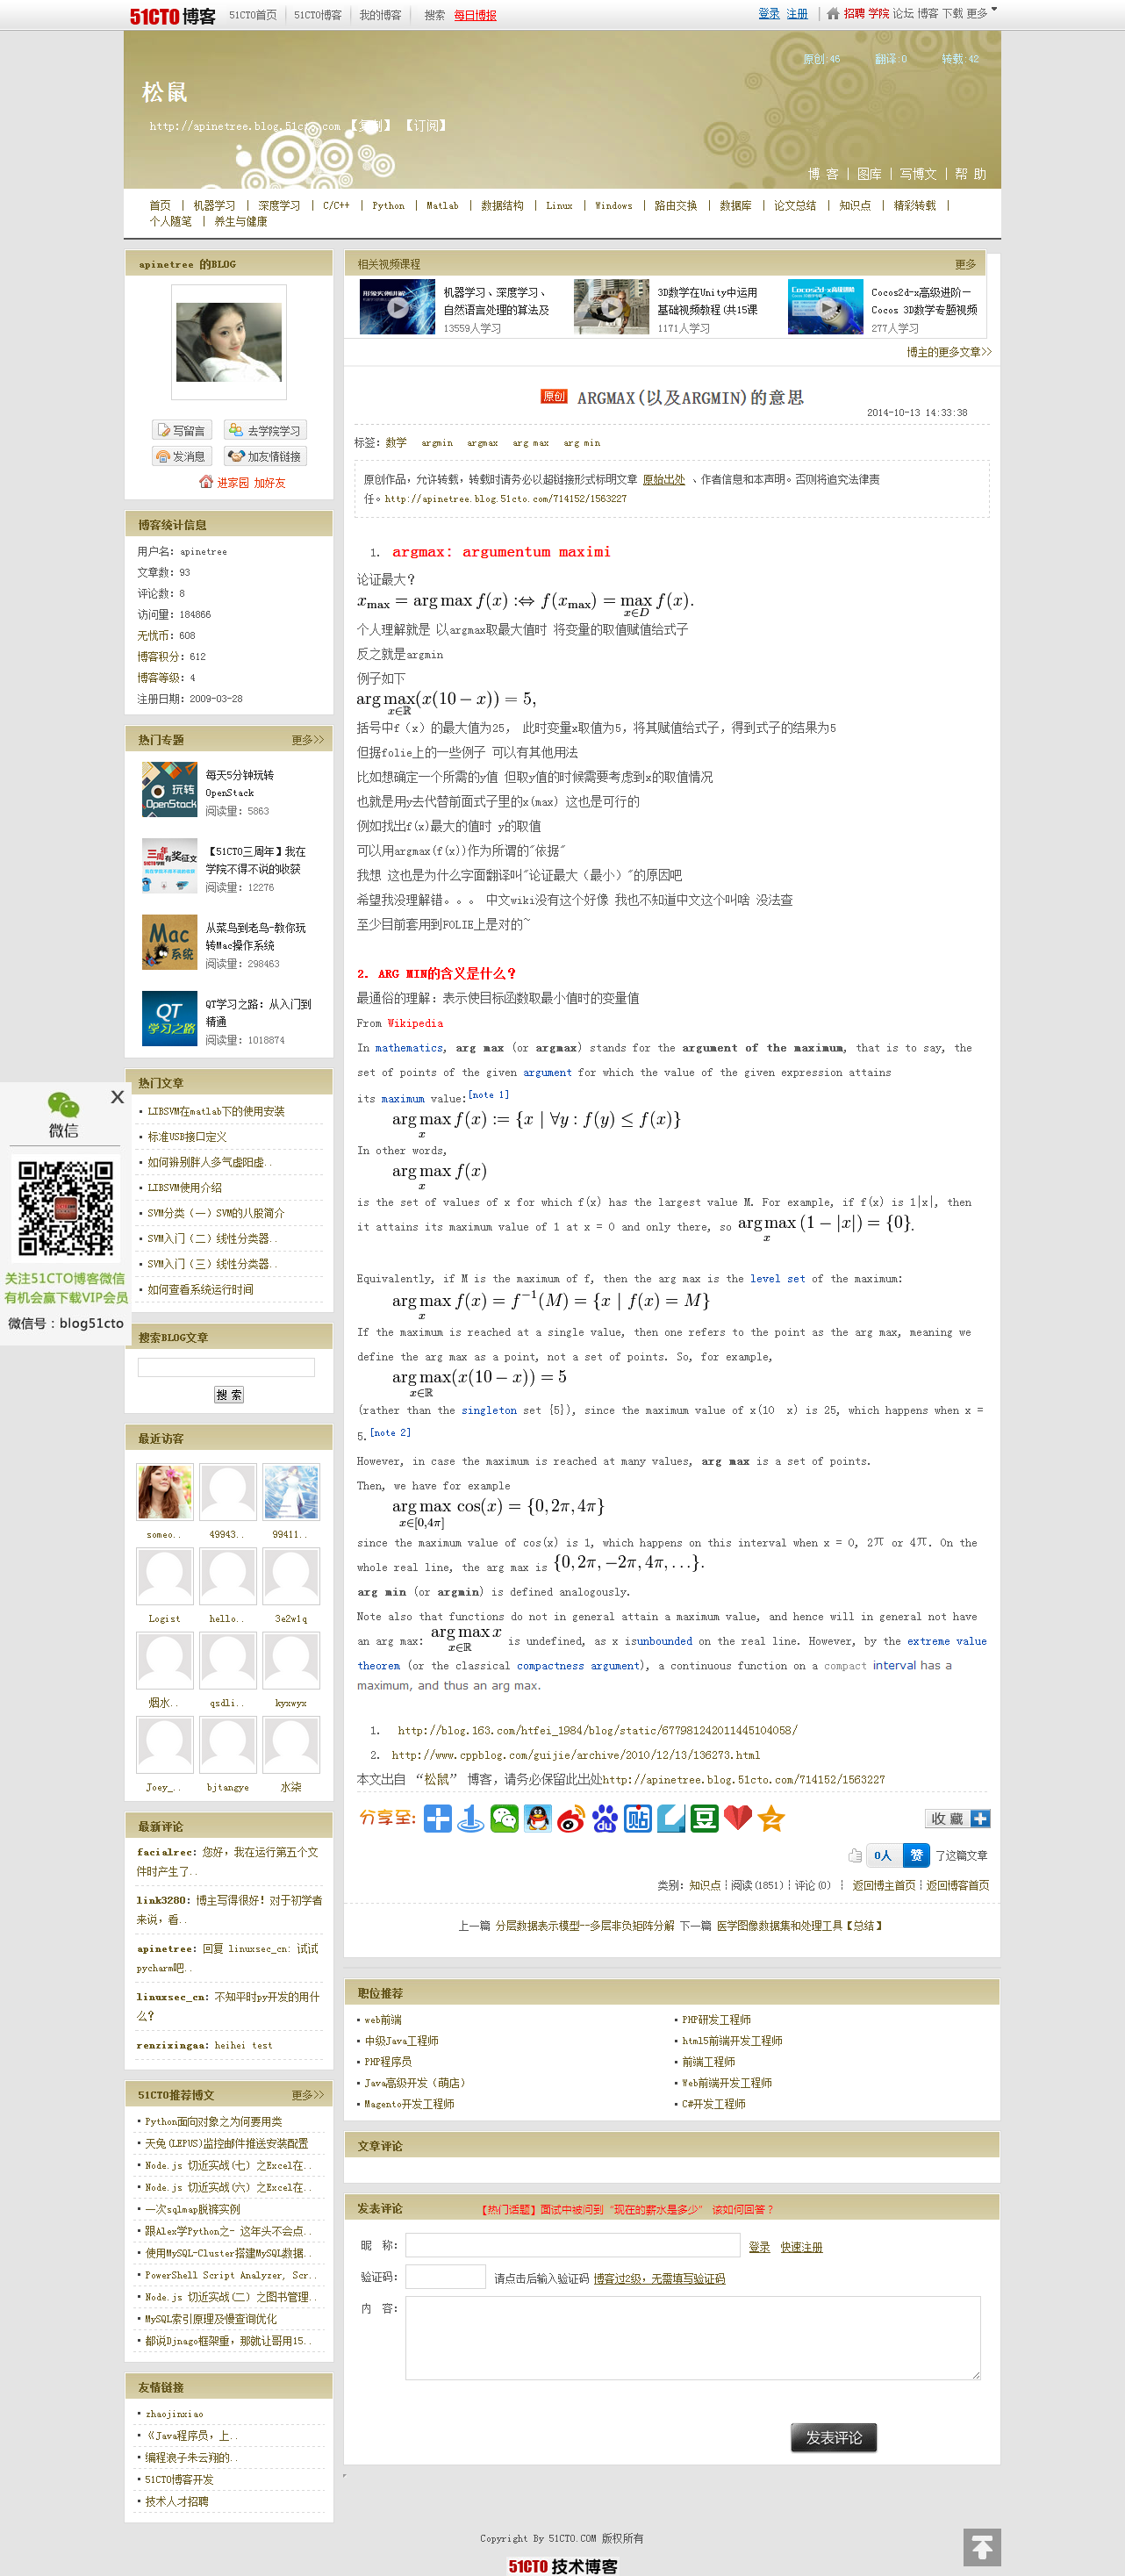 51CTO 博客 51CTO首页 51CTO博客 我的博客 搜索 每日博报
登录 注册 招聘 学院 论坛 博客 下载 更多
原创:46 翻译:0 转载:42
松鼠
http://apinetree.blog.51cto.com 【复制】 【订阅】
博 客 | 图库 | 写博文 | 帮 助
首页 | 机器学习 | 深度学习 | C/C++ | Python | Matlab | 数据结构 | Linux | Windows | 路由交换 | 数据库 | 论文总结 | 知识点 | 精彩转载 |
个人随笔 | 养生与健康
apinetree 的BLOG
写留言 去学院学习
发消息 加友情链接
进家园 加好友
博客统计信息
用户名：apinetree
文章数：93
评论数：8
访问量：184866
无忧币：608
博客积分：612
博客等级：4
注册日期：2009-03-28
热门专题 更多>>
每天5分钟玩转
OpenStack
阅读量：5863
【51CTO三周年】我在
学院不得不说的收获
阅读量：12276
从菜鸟到老鸟-教你玩
转Mac操作系统
阅读量：298463
QT学习之路：从入门到
精通
阅读量：1018874
热门文章
LIBSVM在matlab下的使用安装
标准USB接口定义
如何辨别胖人多气虚阳虚..
LIBSVM使用介绍
SVM分类（一）SVM的八股简介
SVM入门（二）线性分类器..
SVM入门（三）线性分类器..
如何查看系统运行时间
微信
关注51CTO博客微信
有机会赢下载VIP会员
微信号：blog51cto
搜索BLOG文章
搜 索
最近访客
someo.. 49943.. 99411..
Logist hello.. 3e2w1q
烟水.. qsdli.. kyxwyx
Joey_.. bjtangye 水柒
最新评论
facialrec：您好，我在运行第五个文
件时产生了..
link3280：博主写得很好！对于初学者
来说，看..
apinetree：回复 linuxsec_cn: 试试
pycharm吧..
linuxsec_cn：不知平时py开发的用什
么？
renxixingaa：heihei test
51CTO推荐博文 更多>>
Python面向对象之为何要用类
天兔(LEPUS)监控邮件推送安装配置
Node.js 切近实战(七) 之Excel在..
Node.js 切近实战(六) 之Excel在..
一次sqlmap脱裤实例
跟Alex学Python之- 这年头不会点..
使用MySQL-Cluster搭建MySQL数据..
PowerShell Script Analyzer, Scr..
Node.js 切近实战(二) 之图书管理..
MySQL索引原理及慢查询优化
都说Djnago框架重，那就让哥用15..
友情链接
zhaojinxiao
《Java程序员，上..
编程浪子朱云翔的..
51CTO博客开发
技术人才招聘
相关视频课程 更多
机器学习、深度学习、
自然语言处理的算法及
13559人学习
3D数学在Unity中运用
基础视频教程(共15课
1171人学习
Cocos2d-x高级进阶—
Cocos 3D数学专题视频
277人学习
博主的更多文章>>
原创 ARGMAX(以及ARGMIN)的意思
2014-10-13 14:33:38
标签：数学 argmin argmax arg max arg min
原创作品，允许转载，转载时请务必以超链接形式标明文章 原始出处 、作者信息和本声明。否则将追究法律责
任。http://apinetree.blog.51cto.com/714152/1563227
1. argmax: argumentum maximi
论证最大？
x_max = arg max f(x) :⇔ f(x_max) = max_{x∈D} f(x).
个人理解就是 以argmax取最大值时 将变量的取值赋值给式子
反之就是argmin
例子如下
arg max_{x∈ℝ}(x(10 − x)) = 5,
括号中f（x）的最大值为25， 此时变量x取值为5，将其赋值给式子，得到式子的结果为5
但据folie上的一些例子 可以有其他用法
比如想确定一个所需的y值 但取y值的时候需要考虑到x的取值情况
也就是用y去代替前面式子里的x(max) 这也是可行的
例如找出f(x)最大的值时 y的取值
可以用argmax(f(x))作为所谓的"依据"
我想 这也是为什么字面翻译叫"论证最大（最小）"的原因吧
希望我没理解错。。。 中文wiki没有这个好像 我也不知道中文这个叫啥 没法查
至少目前套用到FOLIE上是对的~
2. ARG MIN的含义是什么？
最通俗的理解：表示使目标函数取最小值时的变量值
From Wikipedia
In mathematics, arg max (or argmax) stands for the argument of the maximum, that is to say, the
set of points of the given argument for which the value of the given expression attains
its maximum value:[note 1]
arg max_x f(x) := {x | ∀y : f(y) ≤ f(x)}
In other words,
arg max_x f(x)
is the set of values of x for which f(x) has the largest value M. For example, if f(x) is 1|x|, then
it attains its maximum value of 1 at x = 0 and only there, so arg max_x (1 − |x|) = {0}.
Equivalently, if M is the maximum of f, then the arg max is the level set of the maximum:
arg max_x f(x) = f⁻¹(M) = {x | f(x) = M}
If the maximum is reached at a single value, then one refers to the point as the arg max, meaning we
define the arg max as a point, not a set of points. So, for example,
arg max_{x∈ℝ}(x(10 − x)) = 5
(rather than the singleton set {5}), since the maximum value of x(10  x) is 25, which happens when x =
5.[note 2]
However, in case the maximum is reached at many values, arg max is a set of points.
Then, we have for example
arg max_{x∈[0,4π]} cos(x) = {0, 2π, 4π}
since the maximum value of cos(x) is 1, which happens on this interval when x = 0, 2π or 4π. On the
whole real line, the arg max is {0, 2π, −2π, 4π, . . .}.
arg min (or argmin) is defined analogously.
Note also that functions do not in general attain a maximum value, and hence will in general not have
an arg max: arg max_{x∈ℝ} x is undefined, as x isunbounded on the real line. However, by the extreme value
theorem (or the classical compactness argument), a continuous function on a compact interval has a
maximum, and thus an arg max.
1. http://blog.163.com/htfei_1984/blog/static/677981242011445104058/
2. http://www.cppblog.com/guijie/archive/2010/12/13/136273.html
本文出自 “松鼠” 博客，请务必保留此出处http://apinetree.blog.51cto.com/714152/1563227
分享至:
收 藏
0人 赞 了这篇文章
类别：知识点┆阅读(1851)┆评论(0) ┆ 返回博主首页┆返回博客首页
上一篇 分层数据表示模型--多层非负矩阵分解 下一篇 医学图像数据集和处理工具【总结】
职位推荐
web前端 PHP研发工程师
中级Java工程师 html5前端开发工程师
PHP程序员 前端工程师
Java高级开发（萌店） Web前端开发工程师
Magento开发工程师 C#开发工程师
文章评论
发表评论 【热门话题】面试中被问到“现在的薪水是多少” 该如何回答？
昵 称: 登录 快速注册
验证码: 请点击后输入验证码 博客过2级，无需填写验证码
内 容:
发表评论
Copyright By 51CTO.COM 版权所有
51CTO 技术博客